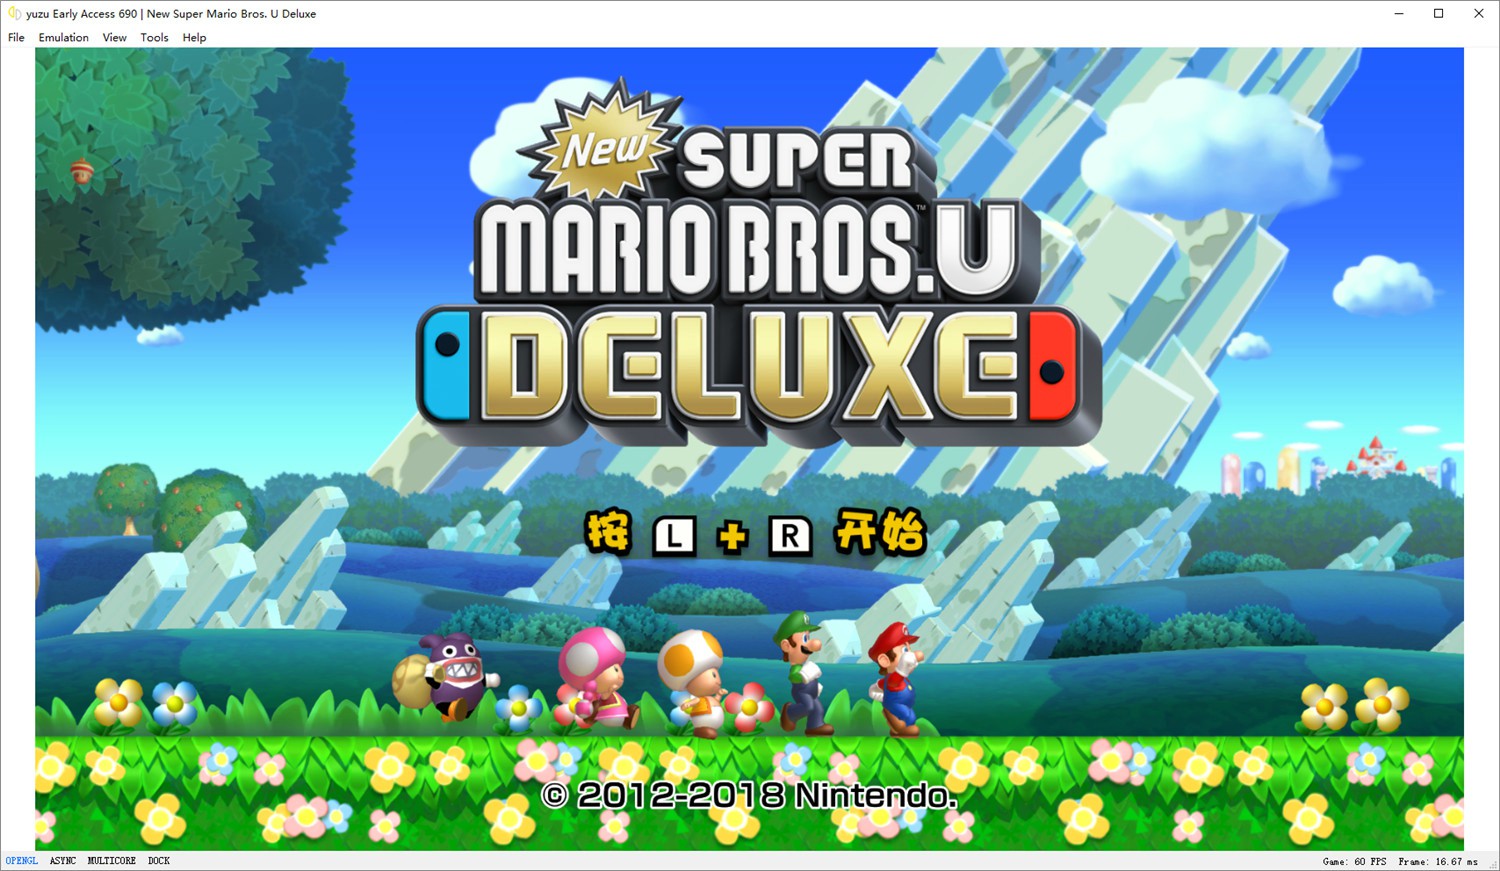 yuzu Early Access 690 | New Super Mario Bros. U Deluxe
File Emulation View Tools Help
New SUPER
MARIO BROS.U™
DELUXE
按 L + R 开始
© 2012-2018 Nintendo.
OPENGL ASYNC MULTICORE DOCK Game: 60 FPS Frame: 16.67 ms